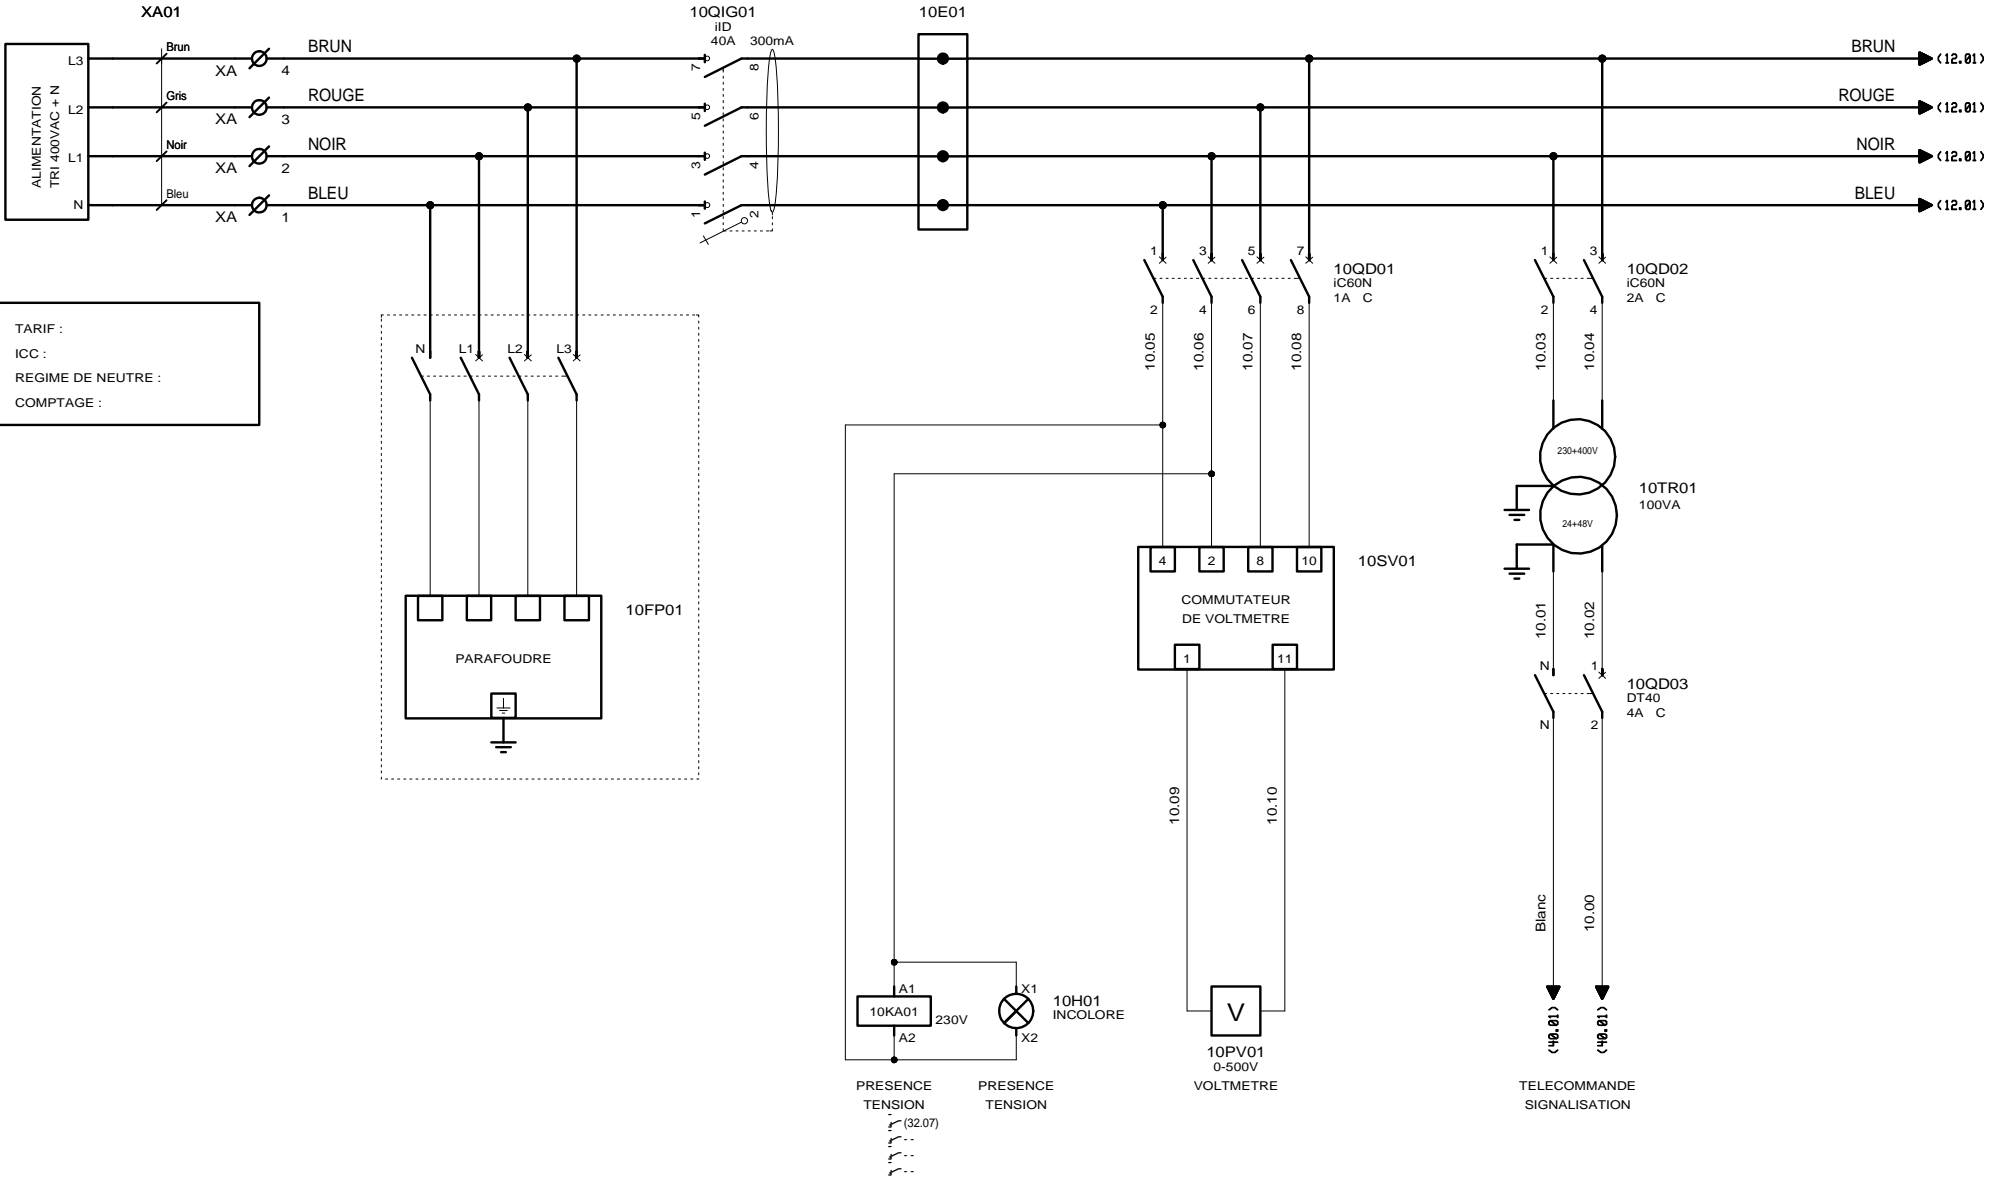 XA01
10QIG01
iID
40A 300mA
10E01
ALIMENTATION
TRI 400VAC + N
L3
L2
L1
N
Brun
Gris
Noir
Bleu
XA 4
XA 3
XA 2
XA 1
BRUN
ROUGE
NOIR
BLEU
7 8
5 6
3 4
1 2
BRUN (12.01)
ROUGE (12.01)
NOIR (12.01)
BLEU (12.01)
TARIF :
ICC :
REGIME DE NEUTRE :
COMPTAGE :
N L1 L2 L3
10FP01
PARAFOUDRE
1 3 5 7
10QD01
iC60N
1A C
2 4 6 8
10.05 10.06 10.07 10.08
1 3
10QD02
iC60N
2A C
2 4
10.03 10.04
230+400V
10TR01
100VA
24+48V
4 2 8 10
10SV01
COMMUTATEUR
DE VOLTMETRE
1 11
10.01 10.02
N 1
10QD03
DT40
4A C
N 2
10.09 10.10
Blanc 10.00
A1
10KA01
230V
A2
X1
10H01
INCOLORE
X2
V
10PV01
0-500V
VOLTMETRE
(40.01) (40.01)
PRESENCE
TENSION
(32.07)
PRESENCE
TENSION
TELECOMMANDE
SIGNALISATION